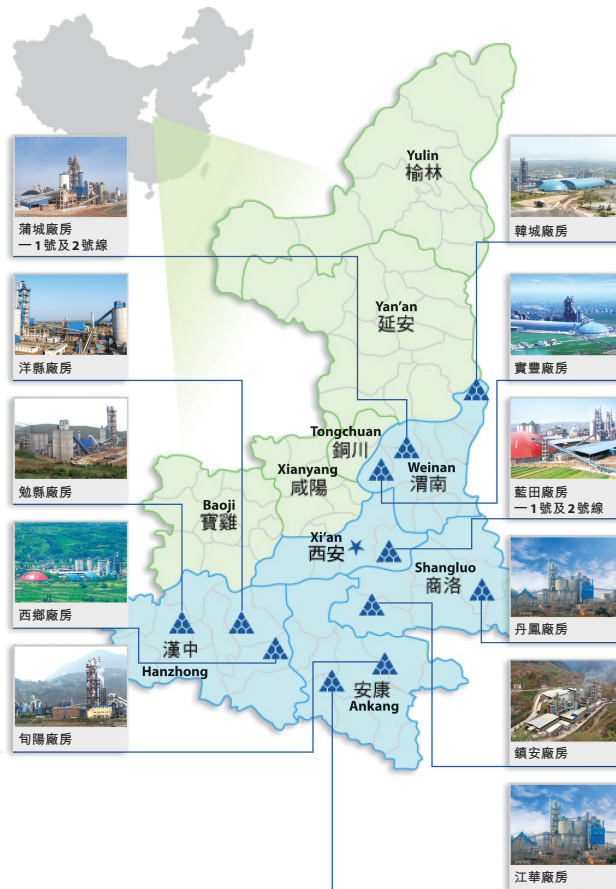 蒲城廠房
—1號及2號線
洋縣廠房
勉縣廠房
西鄉廠房
旬陽廠房
Yulin
榆林
Yan'an
延安
Tongchuan
銅川
Xianyang
咸陽
Weinan
渭南
Baoji
寶雞
Xi'an
西安
Shangluo
商洛
漢中
Hanzhong
安康
Ankang
韓城廠房
實豐廠房
藍田廠房
—1號及2號線
丹鳳廠房
鎮安廠房
江華廠房